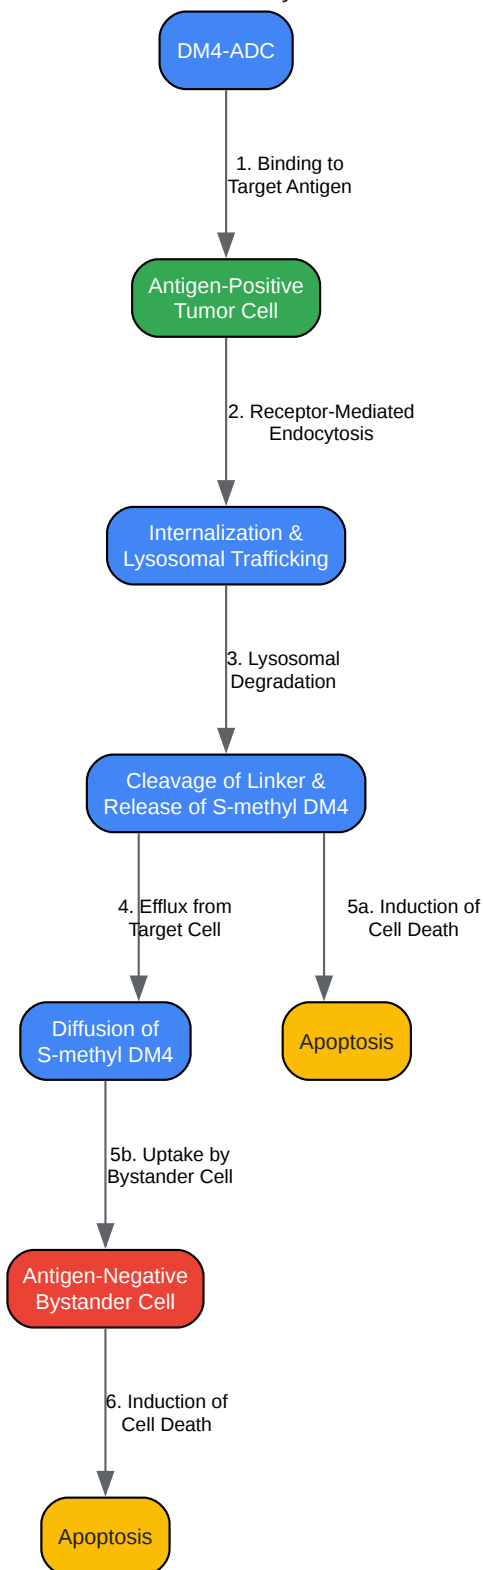 DM4-ADC
1. Binding to
Target Antigen
Antigen-Positive
Tumor Cell
2. Receptor-Mediated
Endocytosis
Internalization &
Lysosomal Trafficking
3. Lysosomal
Degradation
Cleavage of Linker &
Release of S-methyl DM4
4. Efflux from
Target Cell
5a. Induction of
Cell Death
Diffusion of
S-methyl DM4
Apoptosis
5b. Uptake by
Bystander Cell
Antigen-Negative
Bystander Cell
6. Induction of
Cell Death
Apoptosis